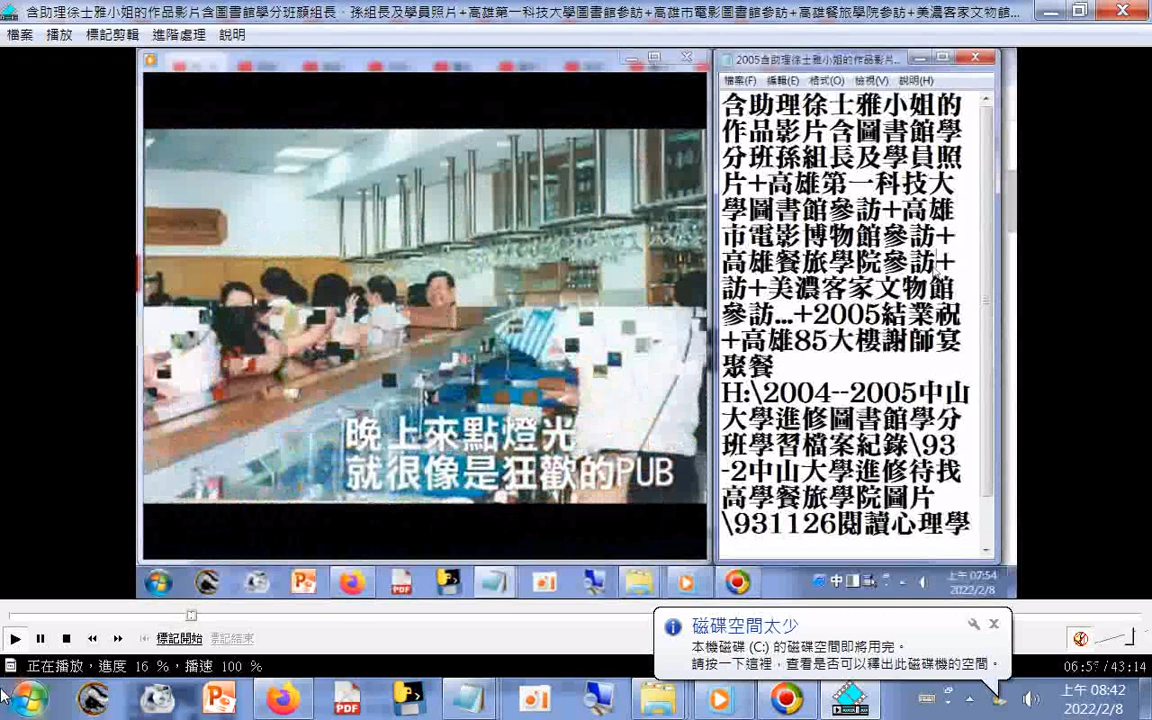 含助理徐士雅小姐的作品影片含圖書館學分班顏組長．孫組長及學員照片+高雄第一科技大學圖書館參訪+高雄市電影圖書館參訪+高雄餐旅學院參訪+美濃客家文物館...
檔案 播放 標記剪輯 進階處理 說明
2005含助理徐士雅小姐的作品影片...
檔案(F) 編輯(E) 格式(O) 檢視(V) 說明(H)
含助理徐士雅小姐的
作品影片含圖書館學
分班孫組長及學員照
片+高雄第一科技大
學圖書館參訪+高雄
市電影博物館參訪+
高雄餐旅學院參訪+
訪+美濃客家文物館
參訪...+2005結業祝
+高雄85大樓謝師宴
聚餐
H:\2004--2005中山
大學進修圖書館學分
班學習檔案紀錄\93
-2中山大學進修待找
高學餐旅學院圖片
\931126閱讀心理學
晚上來點燈光
就很像是狂歡的PUB
中
上午 07:54
2022/2/8
標記開始 標記結束
磁碟空間太少
本機磁碟 (C:) 的磁碟空間即將用完。
請按一下這裡，查看是否可以釋出此磁碟機的空間。
正在播放，進度 16 %，播速 100 %
43:14
上午 08:42
2022/2/8